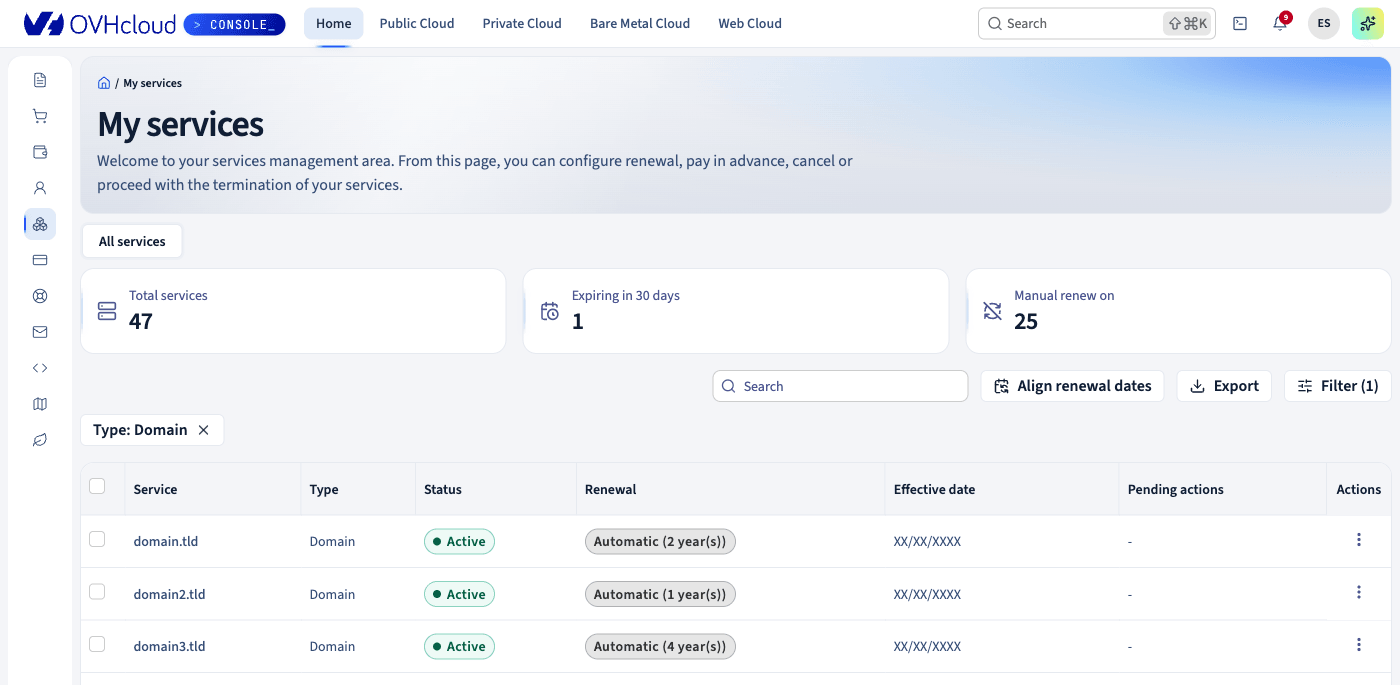 OVHcloud > CONSOLE_ Home Public Cloud Private Cloud Bare Metal Cloud Web Cloud Search ⇧⌘K 9 ES
/ My services
My services
Welcome to your services management area. From this page, you can configure renewal, pay in advance, cancel or
proceed with the termination of your services.
All services
Total services
47
Expiring in 30 days
1
Manual renew on
25
Search Align renewal dates Export Filter (1)
Type: Domain
Service Type Status Renewal Effective date Pending actions Actions
domain.tld Domain Active Automatic (2 year(s)) XX/XX/XXXX -
domain2.tld Domain Active Automatic (1 year(s)) XX/XX/XXXX -
domain3.tld Domain Active Automatic (4 year(s)) XX/XX/XXXX -